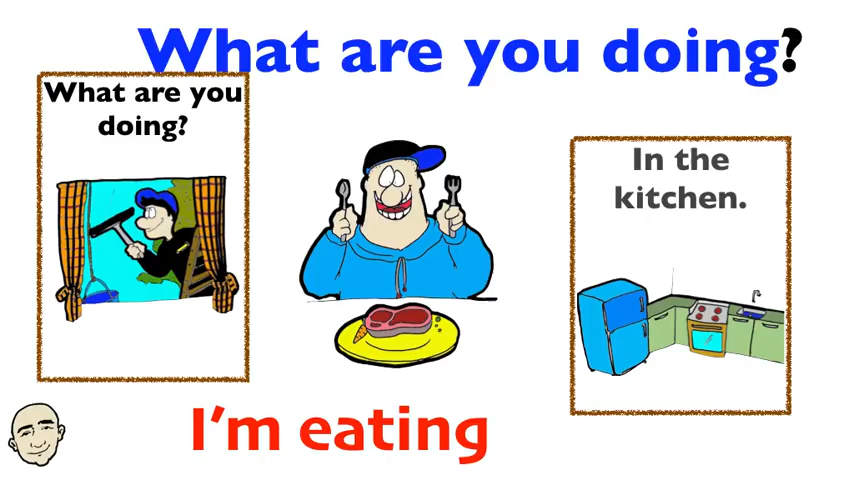 What are you doing?
What are you
doing?
In the
kitchen.
I'm eating